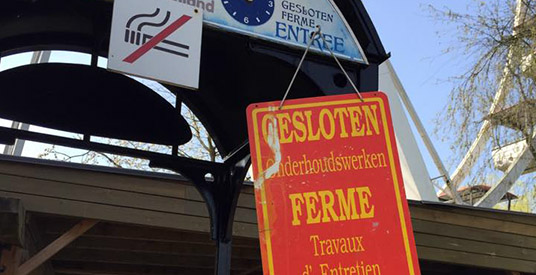 GESLOTEN
FERME
ENTREE
GESLOTEN
Onderhoudswerken
FERME
Travaux
d' Entretien